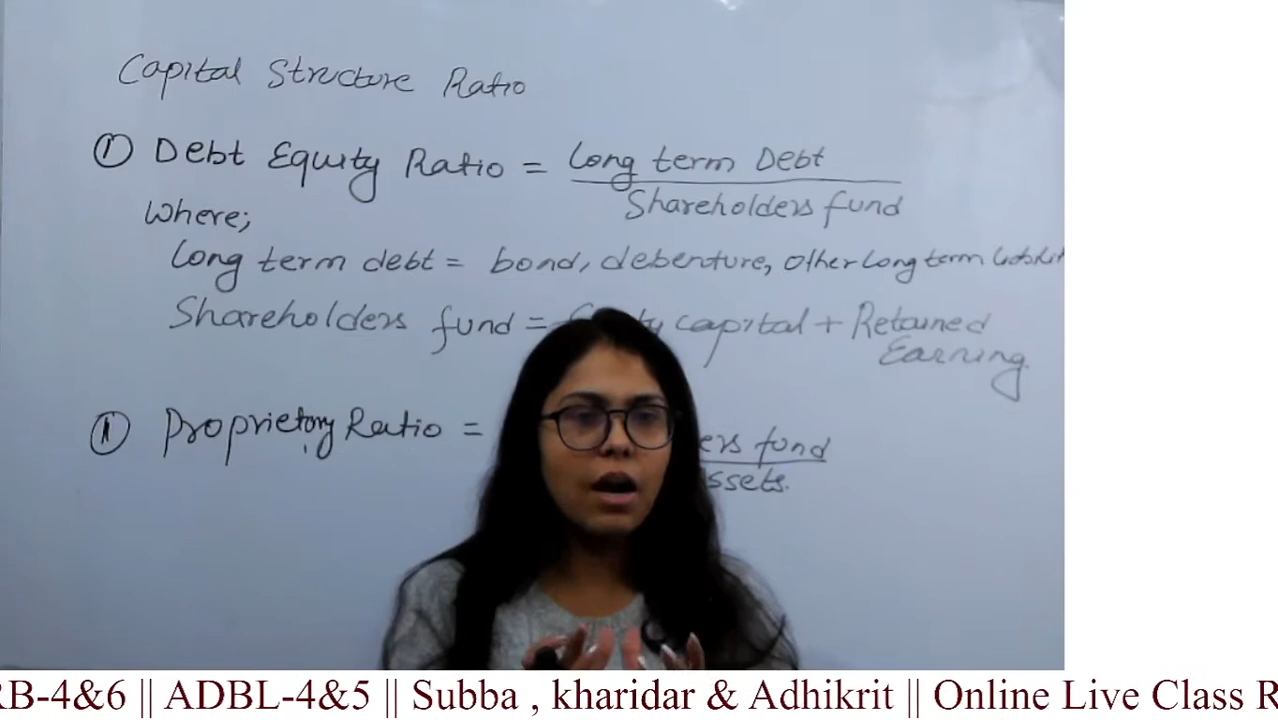 Capital Structure Ratio
① Debt Equity Ratio = Long term Debt
Shareholders fund
Where;
Long term debt = bond, debenture, other long term
Shareholders fund = capital + Retained
Earning.
② Proprietory Ratio = ers fund
ssets.
RB-4&6 || ADBL-4&5 || Subba , kharidar & Adhikrit || Online Live Class R